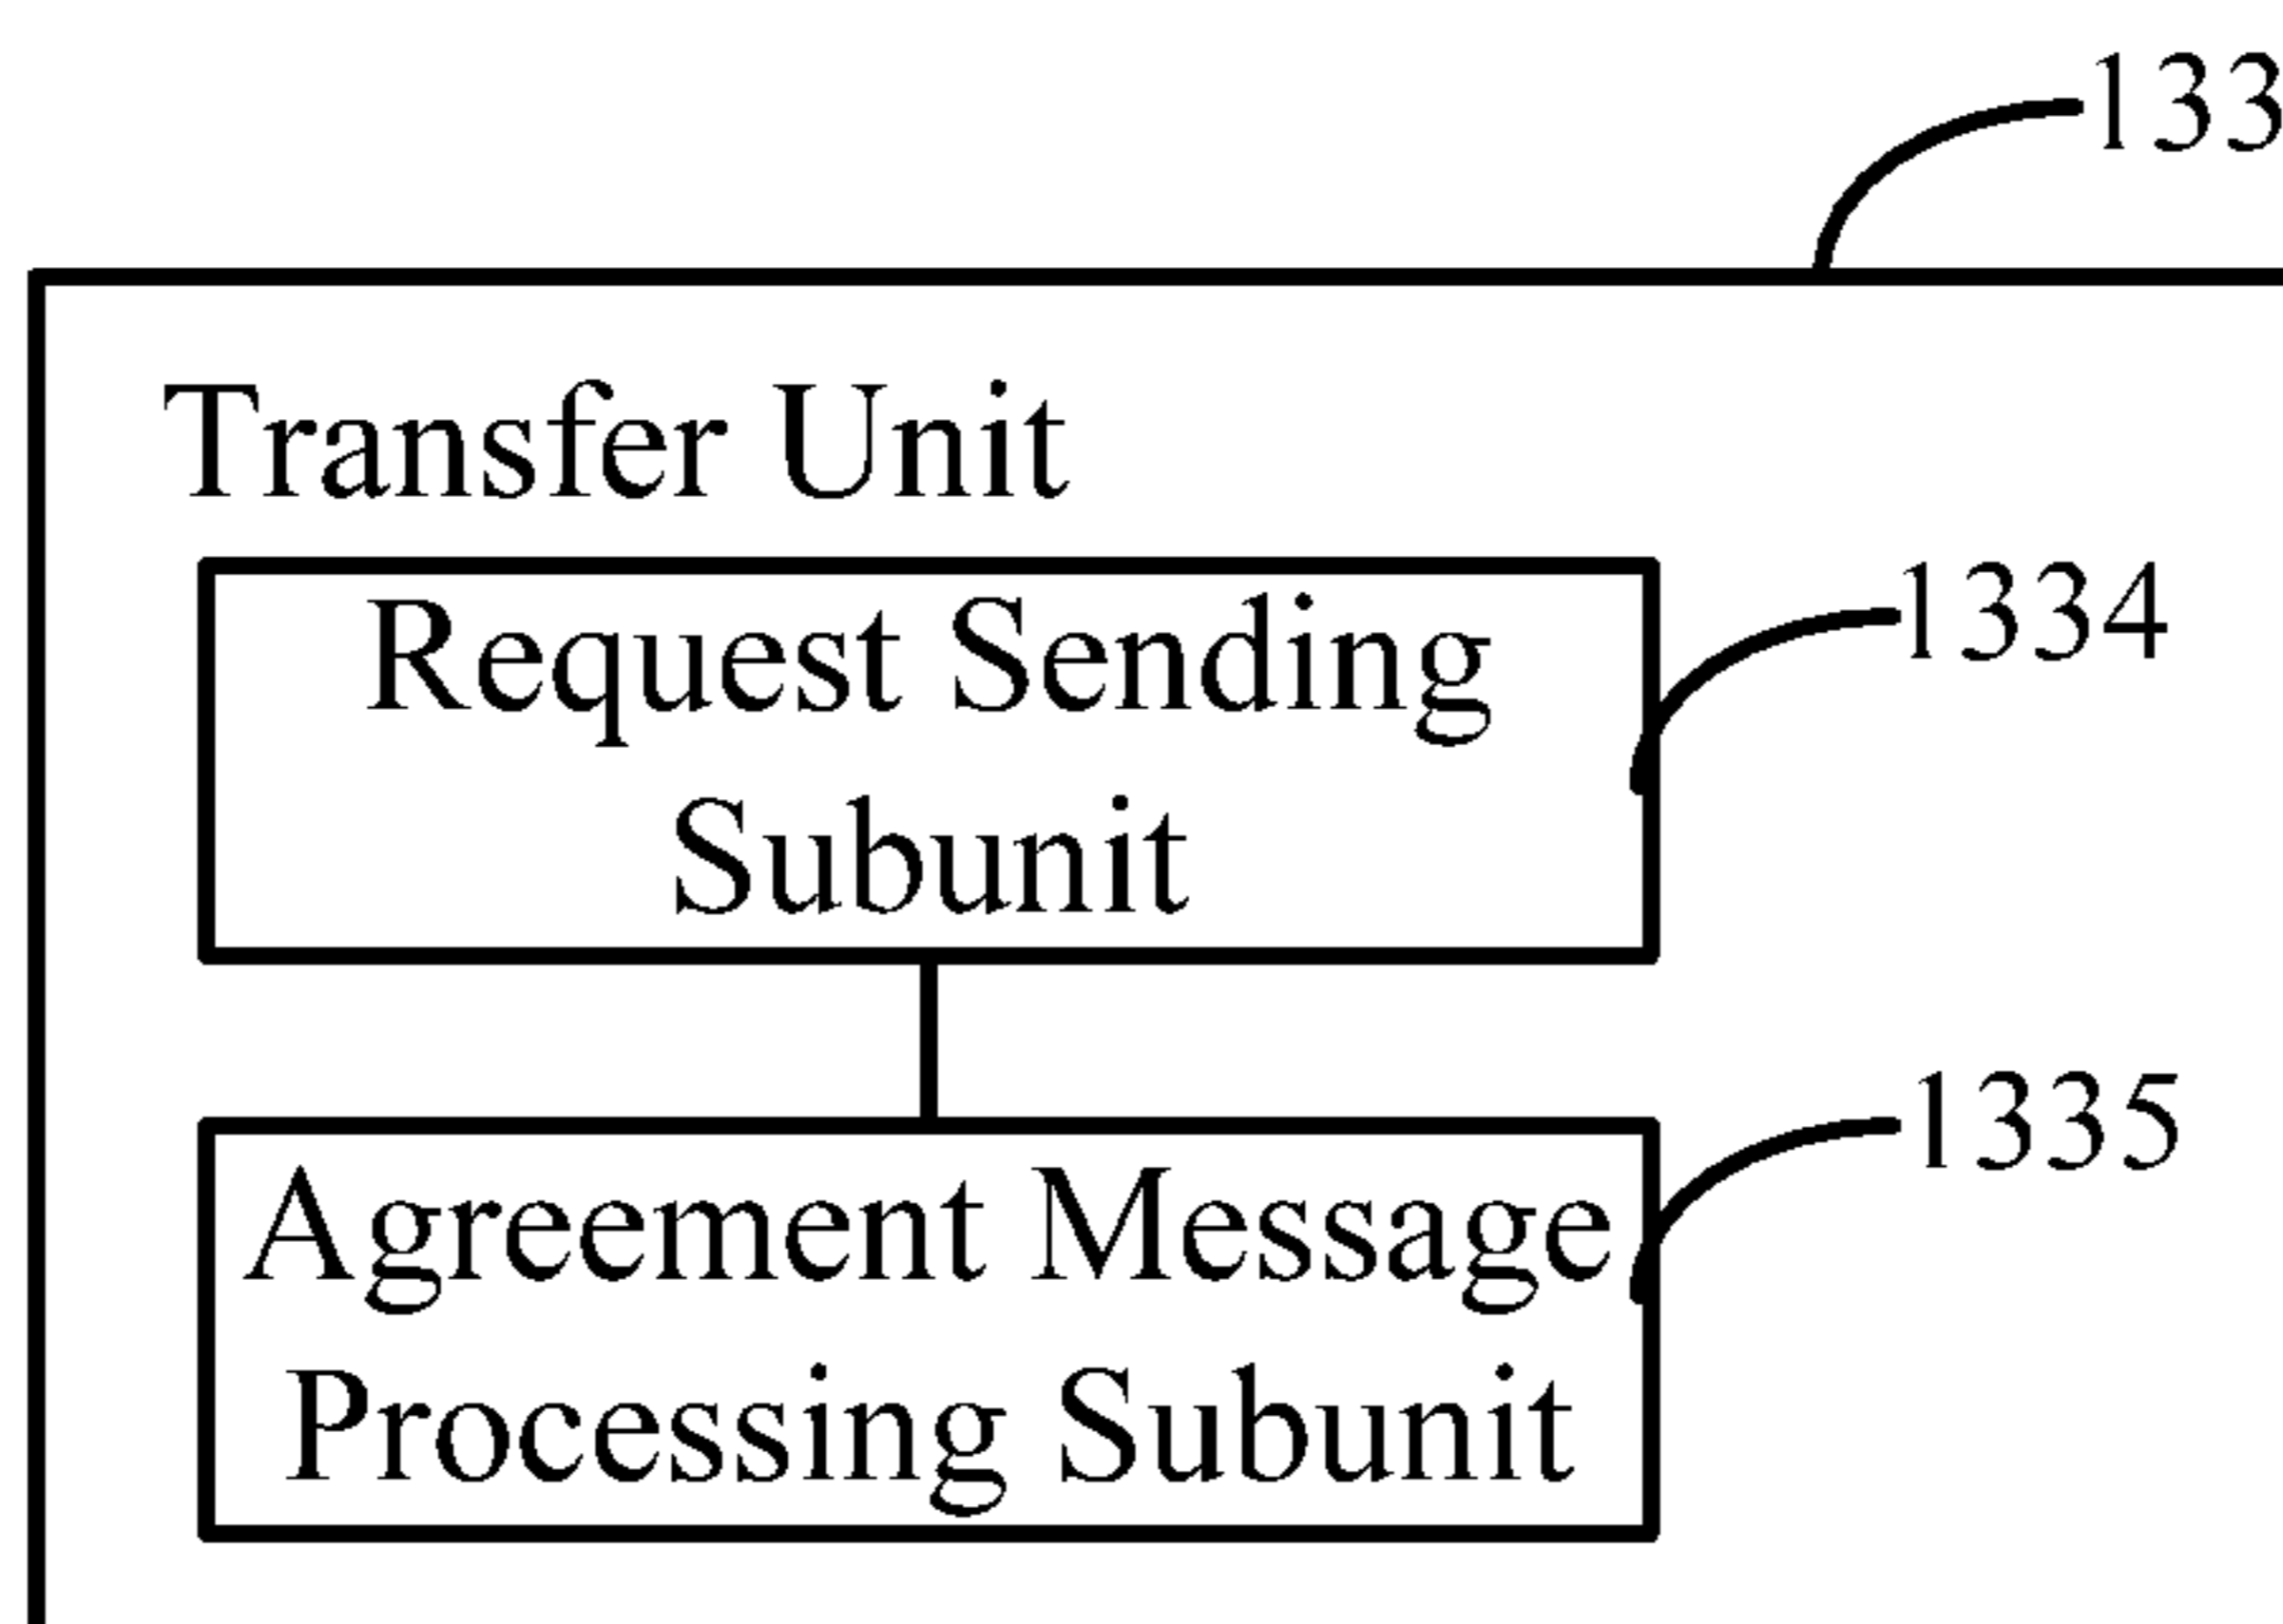 133
Transfer Unit
Request Sending
Subunit
1334
Agreement Message
Processing Subunit
1335